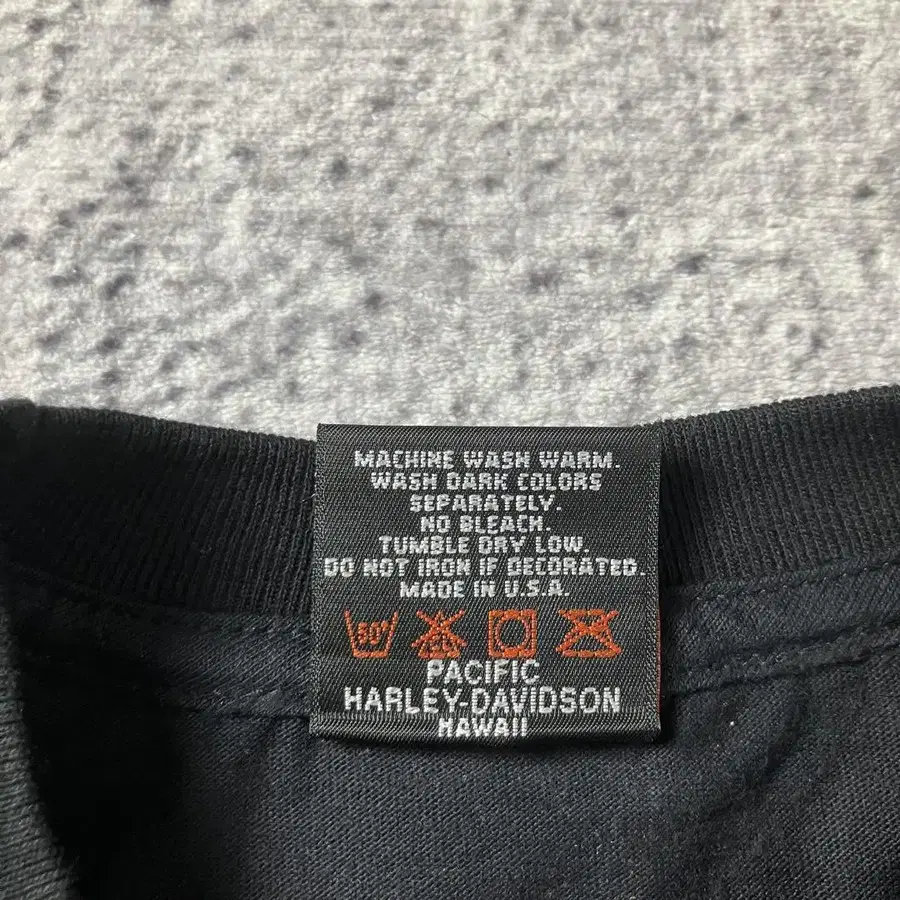 MACHINE WASH WARM.
WASH DARK COLORS
SEPARATELY.
NO BLEACH.
TUMBLE DRY LOW.
DO NOT IRON IF DECORATED.
MADE IN U.S.A.
PACIFIC
HARLEY-DAVIDSON
HAWAII